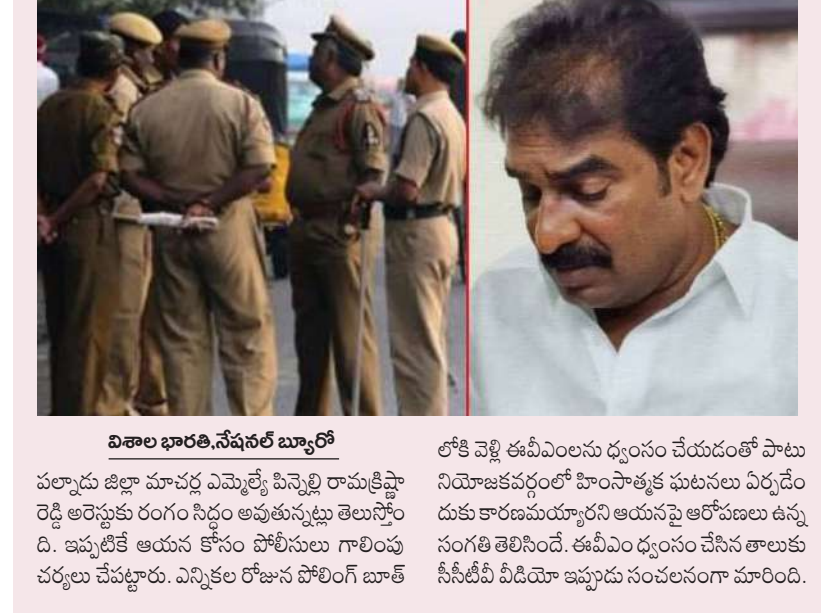 విశాల భారతి,నేషనల్ బ్యూరో
పల్నాడు జిల్లా మాచర్ల ఎమ్మెల్యే పిన్నెల్లి రామక్రిష్ణా
రెడ్డి అరెస్టుకు రంగం సిద్ధం అవుతున్నట్లు తెలుస్తోం
ది. ఇప్పటికే ఆయన కోసం పోలీసులు గాలింపు
చర్యలు చేపట్టారు. ఎన్నికల రోజున పోలింగ్ బూత్
లోకి వెళ్లి ఈవీఎంలను ధ్వంసం చేయడంతో పాటు
నియోజకవర్గంలో హింసాత్మక ఘటనలు ఏర్పడేం
దుకు కారణమయ్యారని ఆయనపై ఆరోపణలు ఉన్న
సంగతి తెలిసిందే. ఈవీఎం ధ్వంసం చేసిన తాలుకు
సీసీటీవీ వీడియో ఇప్పుడు సంచలనంగా మారింది.